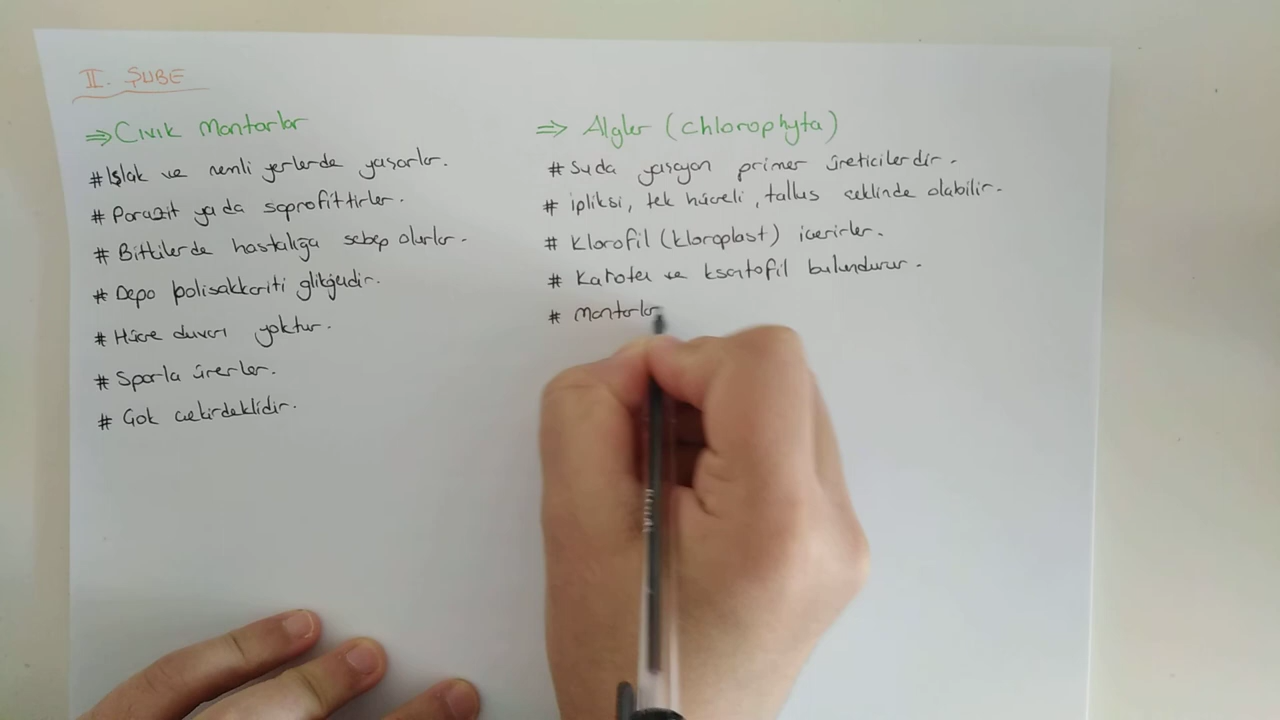 II. ŞUBE
⇒ Cıvık Mantarlar
# Işlak ve nemli yerlerde yaşarlar.
# Parazit ya da saprofittirler.
# Bitkilerde hastalığa sebep olurlar.
# Depo polisakkariti glikojendir.
# Hücre duvarı yoktur.
# Sporla ürerler.
# Çok çekirdeklidir.
⇒ Algler (chlorophyta)
# Suda yaşayan primer üreticilerdir.
# ipliksi, tek hücreli, tallus şeklinde olabilir.
# Klorofil (kloroplast) içerirler.
# Karoten ve ksantofil bulundurur.
# Mantarlar